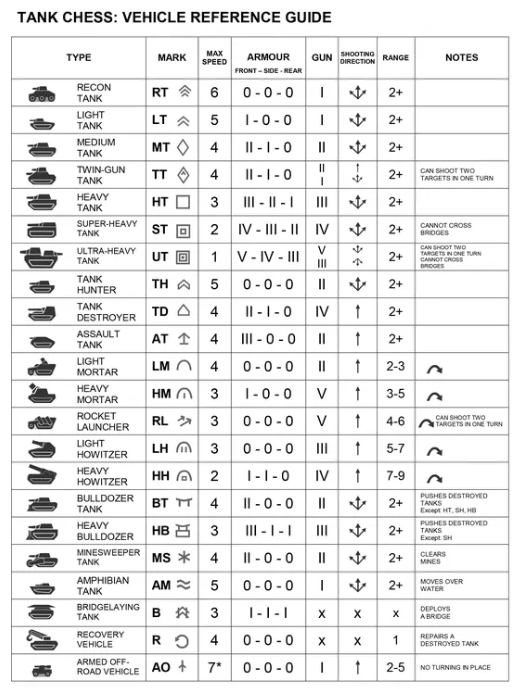 TANK CHESS: VEHICLE REFERENCE GUIDE
TYPE MARK MAX SPEED ARMOUR FRONT – SIDE - REAR GUN SHOOTING DIRECTION RANGE NOTES
RECON TANK RT 6 0 - 0 - 0 I 2+
LIGHT TANK LT 5 I - 0 - 0 I 2+
MEDIUM TANK MT 4 II - I - 0 II 2+
TWIN-GUN TANK TT 4 II - I - 0 II I 2+ CAN SHOOT TWO TARGETS IN ONE TURN
HEAVY TANK HT 3 III - II - I III 2+
SUPER-HEAVY TANK ST 2 IV - III - II IV 2+ CANNOT CROSS BRIDGES
ULTRA-HEAVY TANK UT 1 V - IV - III V III 2+ CAN SHOOT TWO TARGETS IN ONE TURN CANNOT CROSS BRIDGES
TANK HUNTER TH 5 0 - 0 - 0 II 2+
TANK DESTROYER TD 4 II - I - 0 IV 2+
ASSAULT TANK AT 4 III - 0 - 0 II 2+
LIGHT MORTAR LM 4 0 - 0 - 0 II 2-3
HEAVY MORTAR HM 3 I - 0 - 0 V 3-5
ROCKET LAUNCHER RL 3 0 - 0 - 0 V 4-6 CAN SHOOT TWO TARGETS IN ONE TURN
LIGHT HOWITZER LH 3 0 - 0 - 0 III 5-7
HEAVY HOWITZER HH 2 I - I - 0 IV 7-9
BULLDOZER TANK BT 4 II - 0 - 0 II 2+ PUSHES DESTROYED TANKS Except: HT, SH, HB
HEAVY BULLDOZER HB 3 III - I - I III 2+ PUSHES DESTROYED TANKS Except: SH
MINESWEEPER TANK MS 4 II - 0 - 0 II 2+ CLEARS MINES
AMPHIBIAN TANK AM 5 0 - 0 - 0 I 2+ MOVES OVER WATER
BRIDGELAYING TANK B 3 I - I - I x x x DEPLOYS A BRIDGE
RECOVERY VEHICLE R 4 0 - 0 - 0 x x 1 REPAIRS A DESTROYED TANK
ARMED OFF-ROAD VEHICLE AO 7* 0 - 0 - 0 I 2-5 NO TURNING IN PLACE